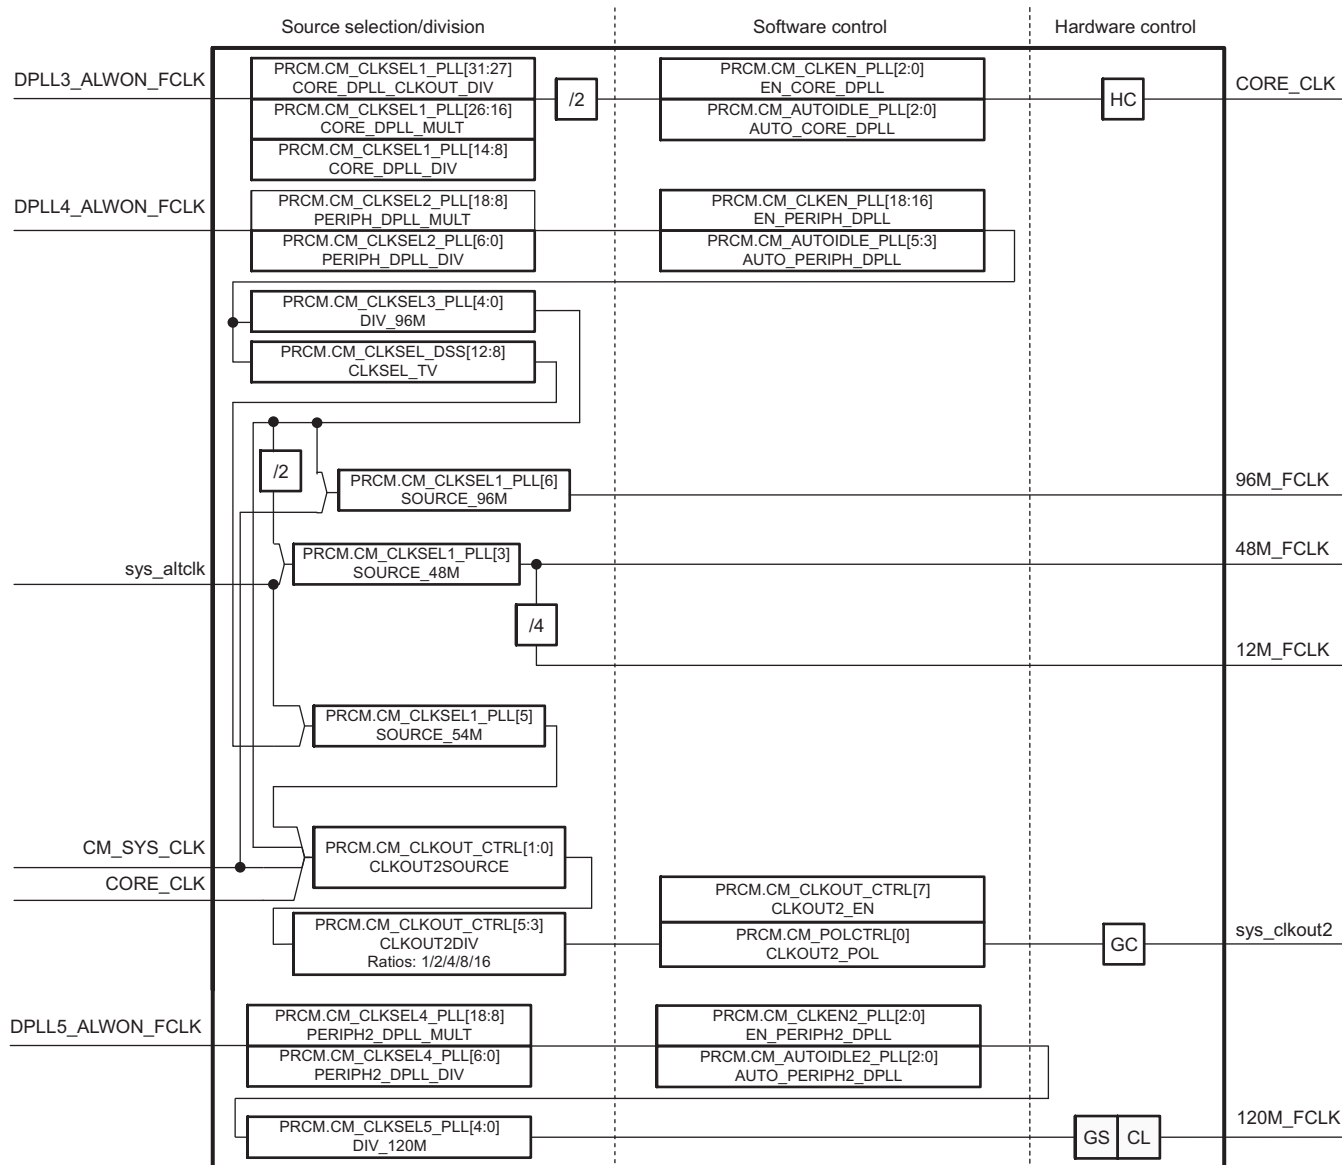 Source selection/division
Software control
Hardware control
DPLL3_ALWON_FCLK
PRCM.CM_CLKSEL1_PLL[31:27]
CORE_DPLL_CLKOUT_DIV
PRCM.CM_CLKSEL1_PLL[26:16]
CORE_DPLL_MULT
PRCM.CM_CLKSEL1_PLL[14:8]
CORE_DPLL_DIV
/2
PRCM.CM_CLKEN_PLL[2:0]
EN_CORE_DPLL
PRCM.CM_AUTOIDLE_PLL[2:0]
AUTO_CORE_DPLL
HC
CORE_CLK
DPLL4_ALWON_FCLK
PRCM.CM_CLKSEL2_PLL[18:8]
PERIPH_DPLL_MULT
PRCM.CM_CLKSEL2_PLL[6:0]
PERIPH_DPLL_DIV
PRCM.CM_CLKEN_PLL[18:16]
EN_PERIPH_DPLL
PRCM.CM_AUTOIDLE_PLL[5:3]
AUTO_PERIPH_DPLL
PRCM.CM_CLKSEL3_PLL[4:0]
DIV_96M
PRCM.CM_CLKSEL_DSS[12:8]
CLKSEL_TV
/2
PRCM.CM_CLKSEL1_PLL[6]
SOURCE_96M
96M_FCLK
sys_altclk
PRCM.CM_CLKSEL1_PLL[3]
SOURCE_48M
48M_FCLK
/4
12M_FCLK
PRCM.CM_CLKSEL1_PLL[5]
SOURCE_54M
CM_SYS_CLK
CORE_CLK
PRCM.CM_CLKOUT_CTRL[1:0]
CLKOUT2SOURCE
PRCM.CM_CLKOUT_CTRL[5:3]
CLKOUT2DIV
Ratios: 1/2/4/8/16
PRCM.CM_CLKOUT_CTRL[7]
CLKOUT2_EN
PRCM.CM_POLCTRL[0]
CLKOUT2_POL
GC
sys_clkout2
DPLL5_ALWON_FCLK
PRCM.CM_CLKSEL4_PLL[18:8]
PERIPH2_DPLL_MULT
PRCM.CM_CLKSEL4_PLL[6:0]
PERIPH2_DPLL_DIV
PRCM.CM_CLKEN2_PLL[2:0]
EN_PERIPH2_DPLL
PRCM.CM_AUTOIDLE2_PLL[2:0]
AUTO_PERIPH2_DPLL
PRCM.CM_CLKSEL5_PLL[4:0]
DIV_120M
GS
CL
120M_FCLK